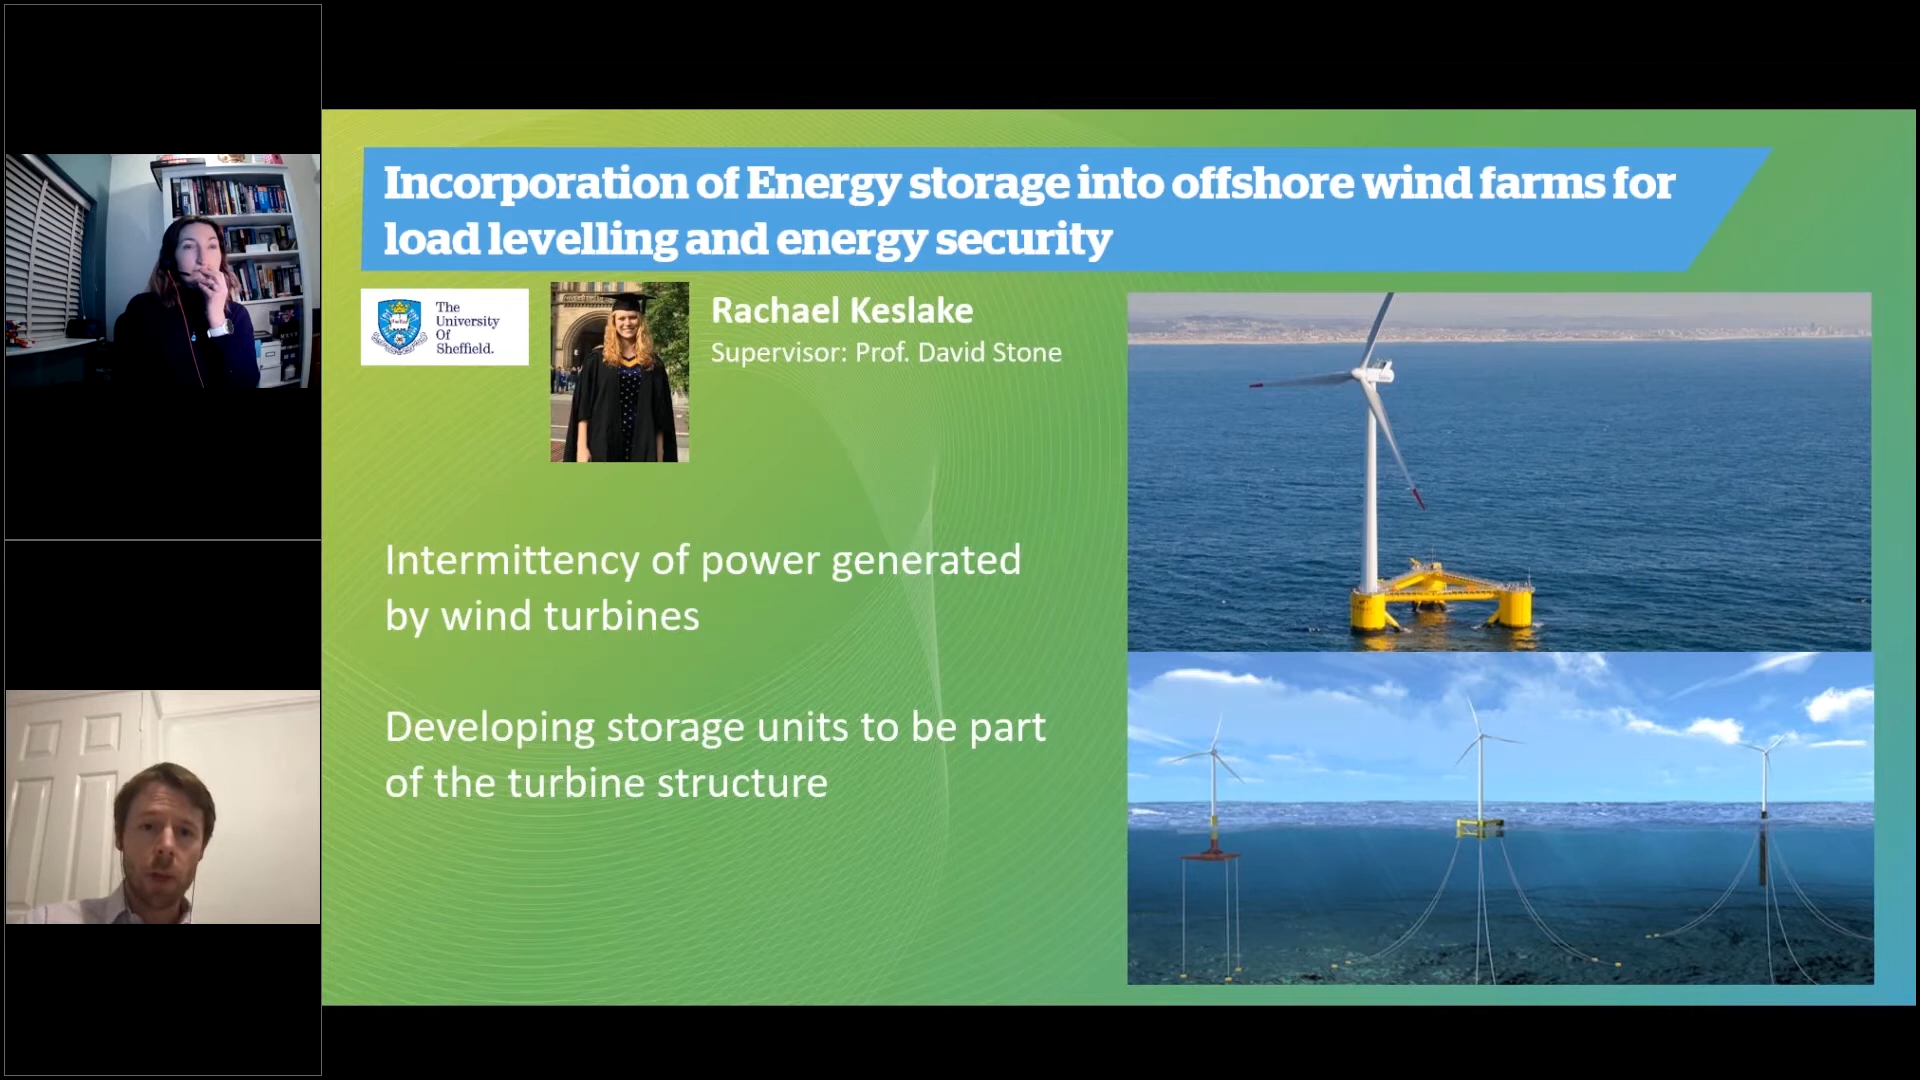 Incorporation of Energy storage into offshore wind farms for
load levelling and energy security
The
University
Of
Sheffield.
Rachael Keslake
Supervisor: Prof. David Stone
Intermittency of power generated
by wind turbines
Developing storage units to be part
of the turbine structure